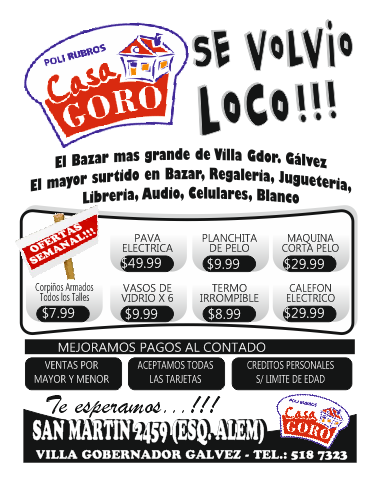 POLI RUBROS
Casa
GORO
SE VOLVIO
LOCO!!!
El Bazar mas grande de Villa Gdor. Gálvez
El mayor surtido en Bazar, Regalería, Juguetería,
Librería, Audio, Celulares, Blanco
OFERTAS
SEMANAL!!!
PAVA
ELECTRICA
$49.99
PLANCHITA
DE PELO
$9.99
MAQUINA
CORTA PELO
$29.99
Corpiños Armados
Todos los Talles
$7.99
VASOS DE
VIDRIO X 6
$9.99
TERMO
IRROMPIBLE
$8.99
CALEFON
ELECTRICO
$29.99
MEJORAMOS PAGOS AL CONTADO
VENTAS POR
MAYOR Y MENOR
ACEPTAMOS TODAS
LAS TARJETAS
CREDITOS PERSONALES
S/ LIMITE DE EDAD
Te esperamos...!!!
SAN MARTIN 2459 (ESQ. ALEM)
VILLA GOBERNADOR GALVEZ - TEL.: 518 7323
POLI RUBROS
Casa
GORO